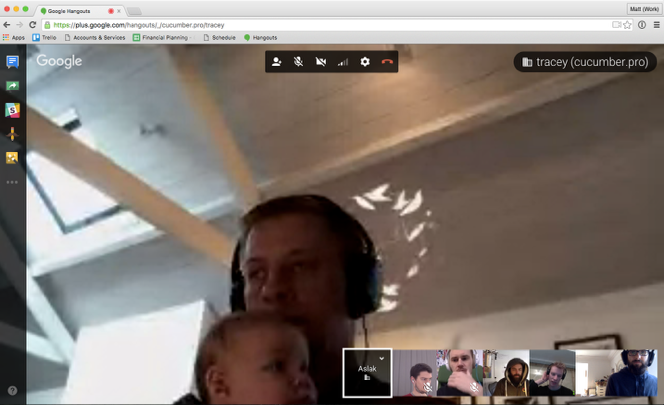 Google Hangouts
Matt (Work)
https://plus.google.com/hangouts/_/cucumber.pro/tracey
Apps
Trello
Accounts & Services
Financial Planning
Schedule
Hangouts
Google
tracey (cucumber.pro)
Aslak